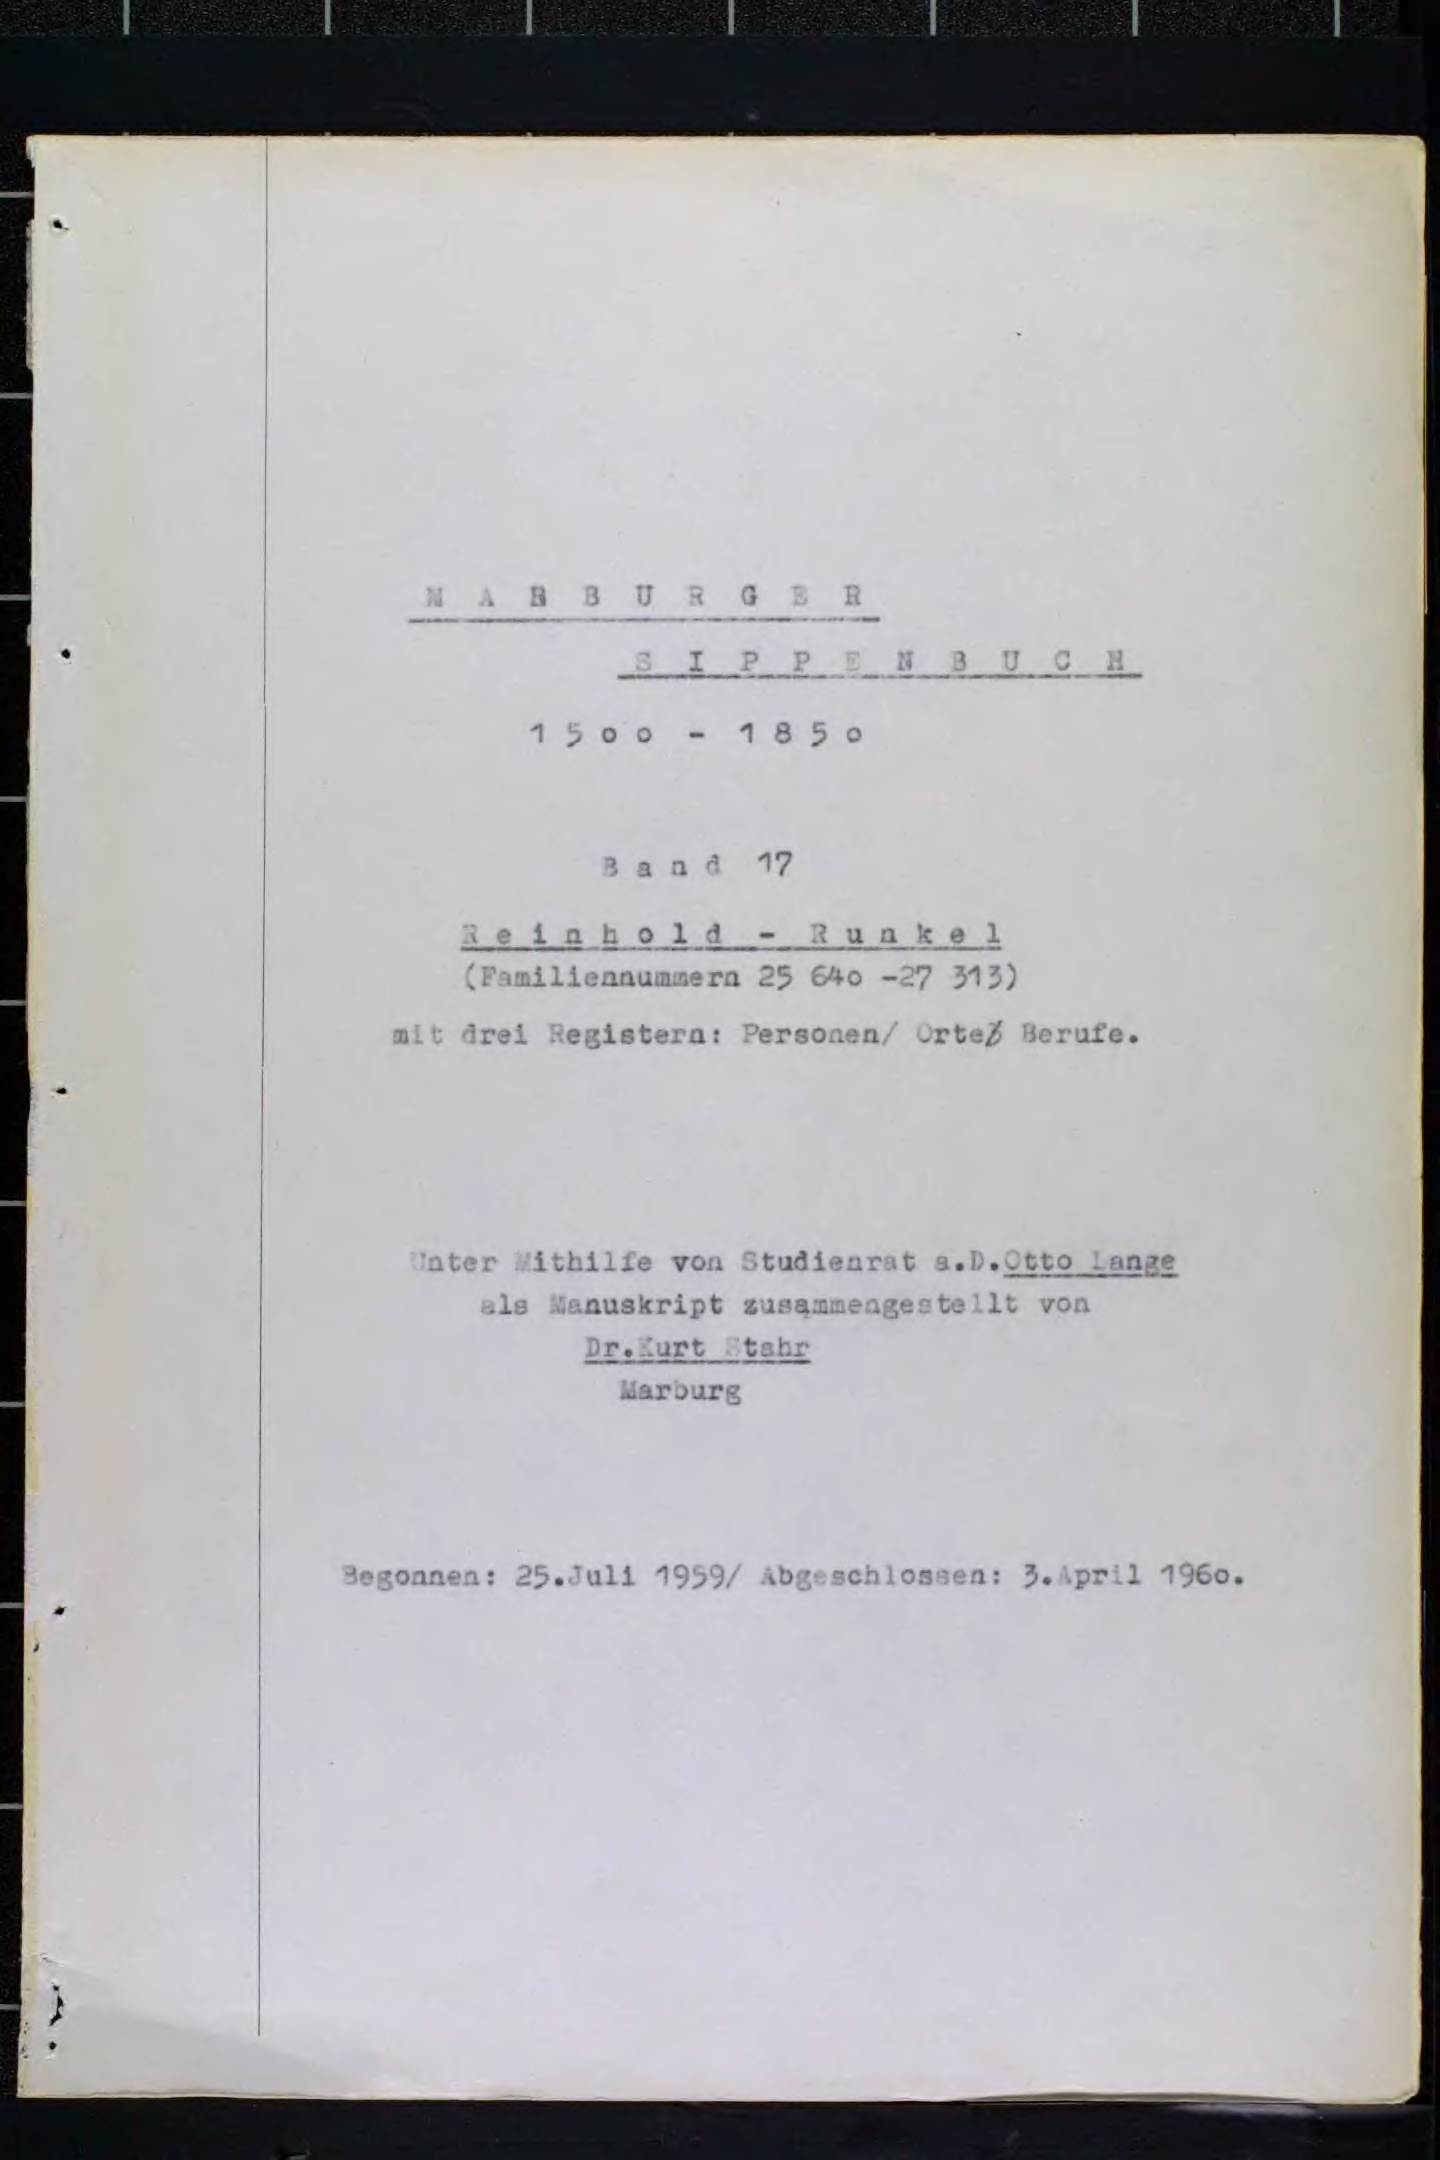 M A R B U R G E R
S I P P E N B U C H
1 5 o o - 1 8 5 o
B a n d 17
R e i n h o l d - R u n k e l
(Familiennummern 25 64o -27 313)
mit drei Registern: Personen/ Orte/ Berufe.
Unter Mithilfe von Studienrat a.D.Otto Lange
als Manuskript zusammengestellt von
Dr.Kurt Stahr
Marburg
Begonnen: 25.Juli 1959/ Abgeschlossen: 3.April 196o.